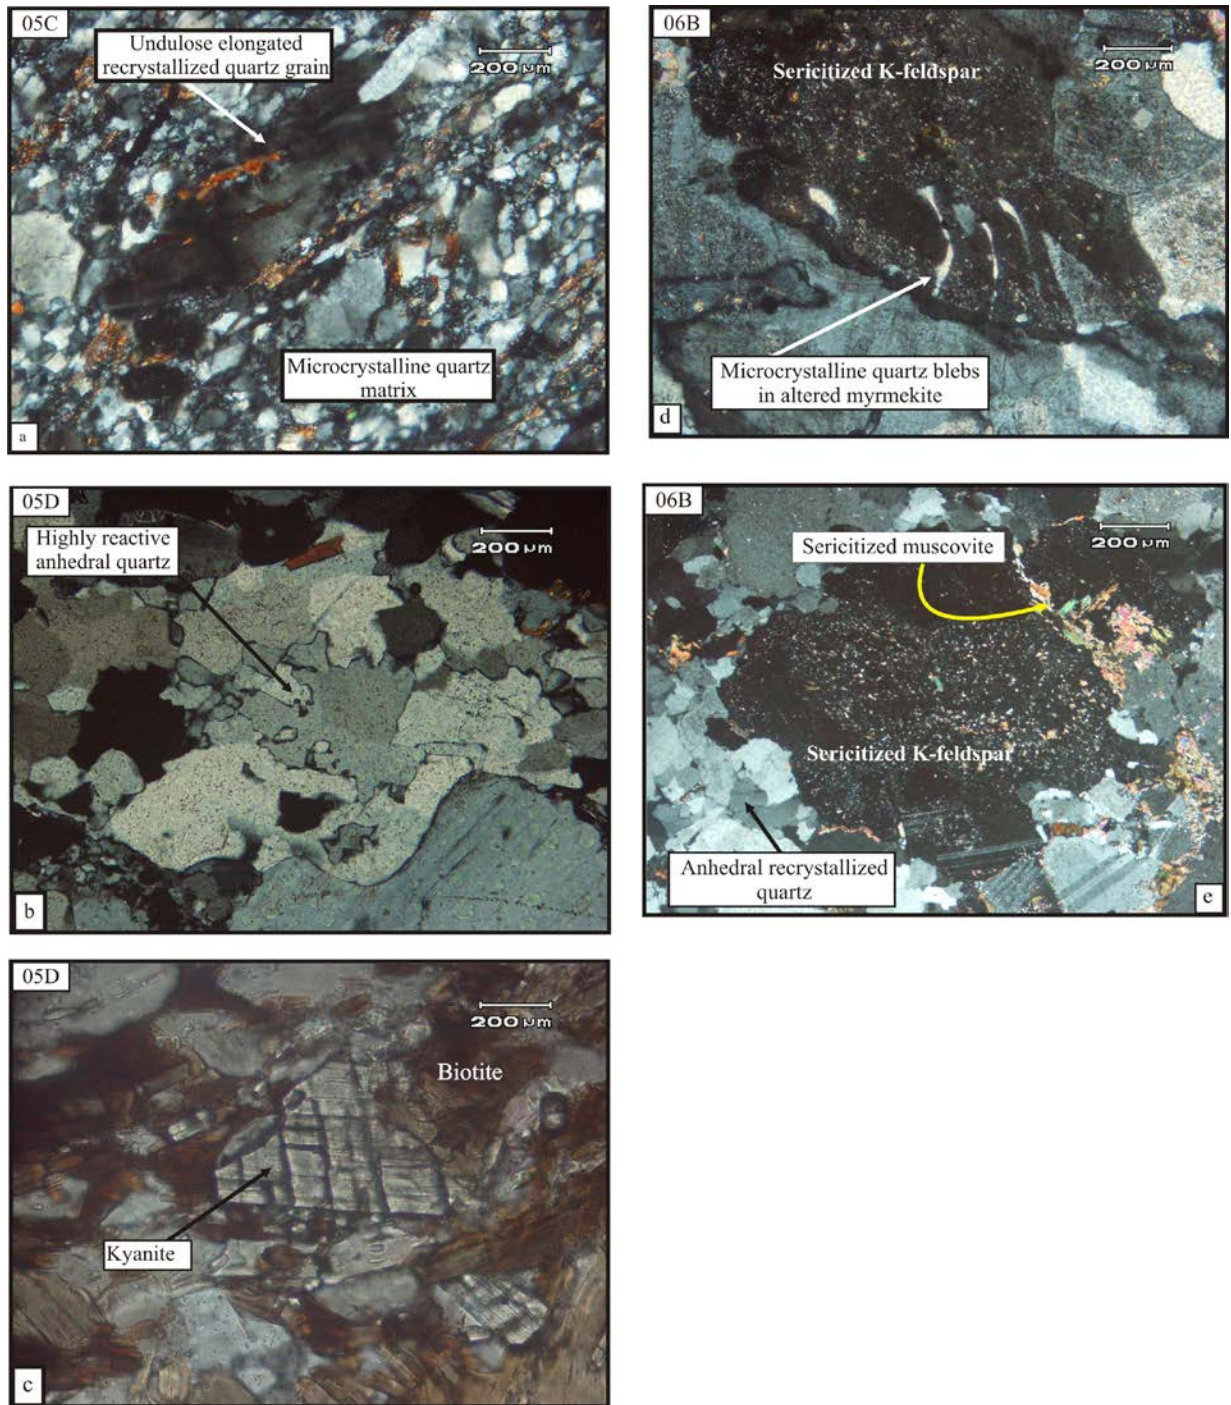 05C
Undulose elongated
recrystallized quartz grain
200 µm
Microcrystalline quartz
matrix
a
06B
Sericitized K-feldspar
200 µm
Microcrystalline quartz blebs
in altered myrmekite
d
05D
Highly reactive
anhedral quartz
200 µm
b
06B
Sericitized muscovite
200 µm
Sericitized K-feldspar
Anhedral recrystallized
quartz
e
05D
200 µm
Biotite
Kyanite
c